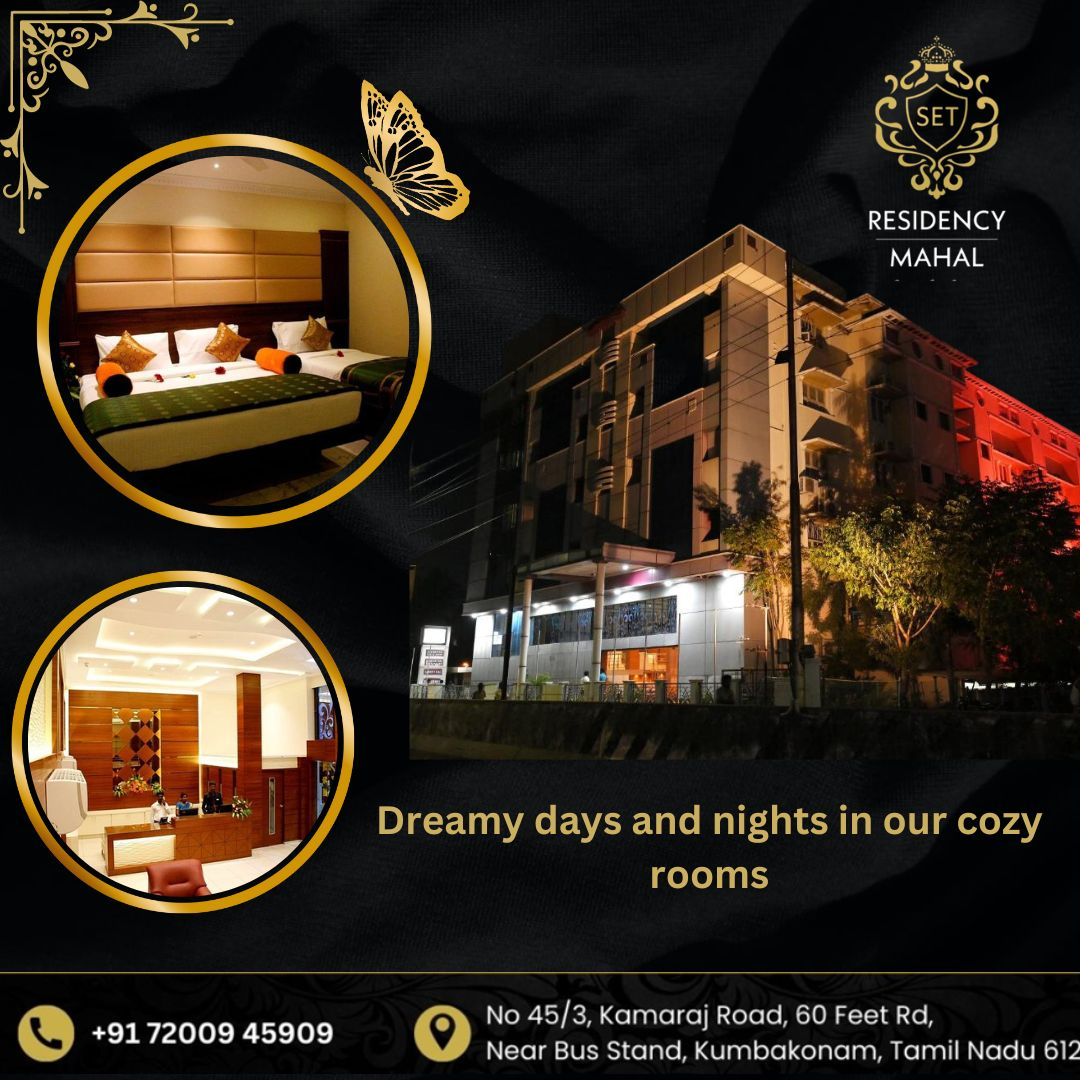 SET
RESIDENCY
MAHAL
Dreamy days and nights in our cozy
rooms
+91 72009 45909
No 45/3, Kamaraj Road, 60 Feet Rd,
Near Bus Stand, Kumbakonam, Tamil Nadu 612